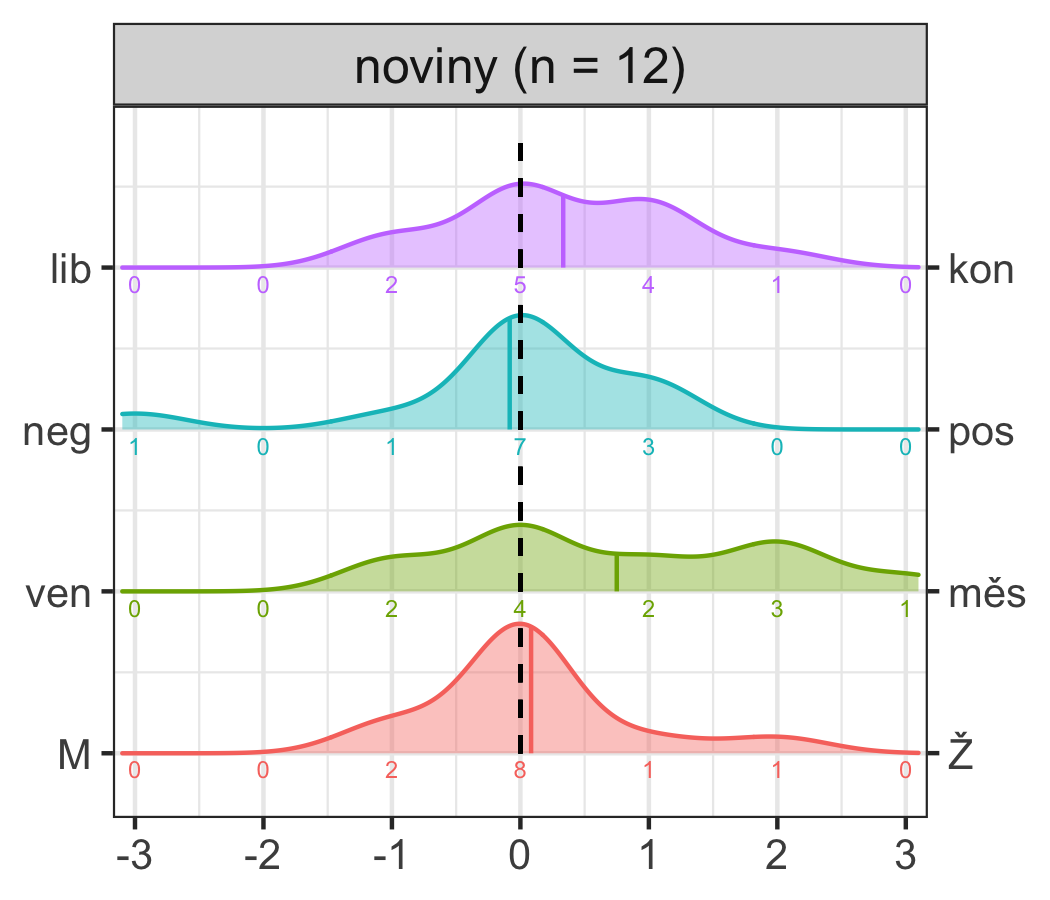 noviny (n = 12)
lib kon
0 0 2 5 4 1 0
neg pos
1 0 1 7 3 0 0
ven měs
0 0 2 4 2 3 1
M Ž
0 0 2 8 1 1 0
-3 -2 -1 0 1 2 3